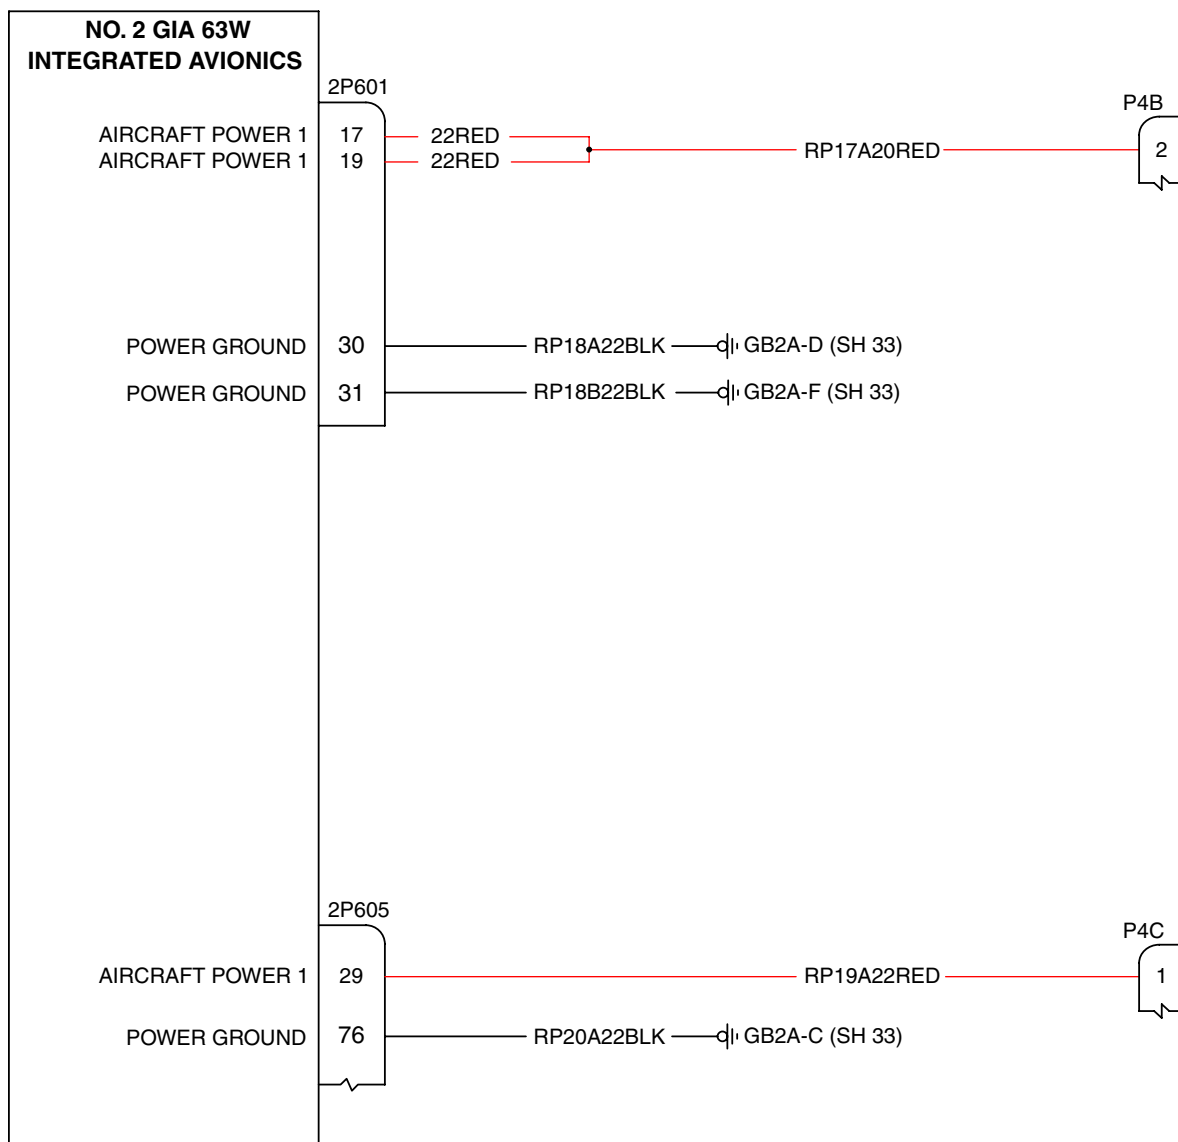 NO. 2 GIA 63W
INTEGRATED AVIONICS
2P601
P4B
AIRCRAFT POWER 1 17 22RED
RP17A20RED 2
AIRCRAFT POWER 1 19 22RED
POWER GROUND 30 RP18A22BLK GB2A-D (SH 33)
POWER GROUND 31 RP18B22BLK GB2A-F (SH 33)
2P605
P4C
AIRCRAFT POWER 1 29 RP19A22RED 1
POWER GROUND 76 RP20A22BLK GB2A-C (SH 33)